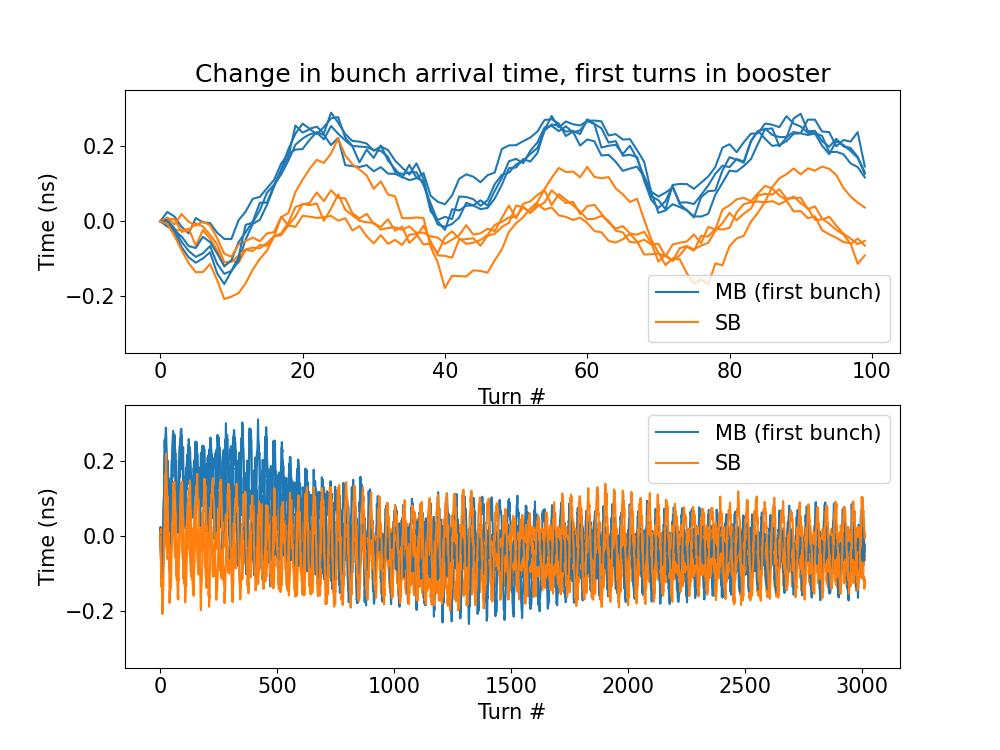 Change in bunch arrival time, first turns in booster
Time (ns)
0.2
0.0
−0.2
MB (first bunch)
SB
0 20 40 60 80 100
Turn #
Time (ns)
0.2
0.0
−0.2
MB (first bunch)
SB
0 500 1000 1500 2000 2500 3000
Turn #